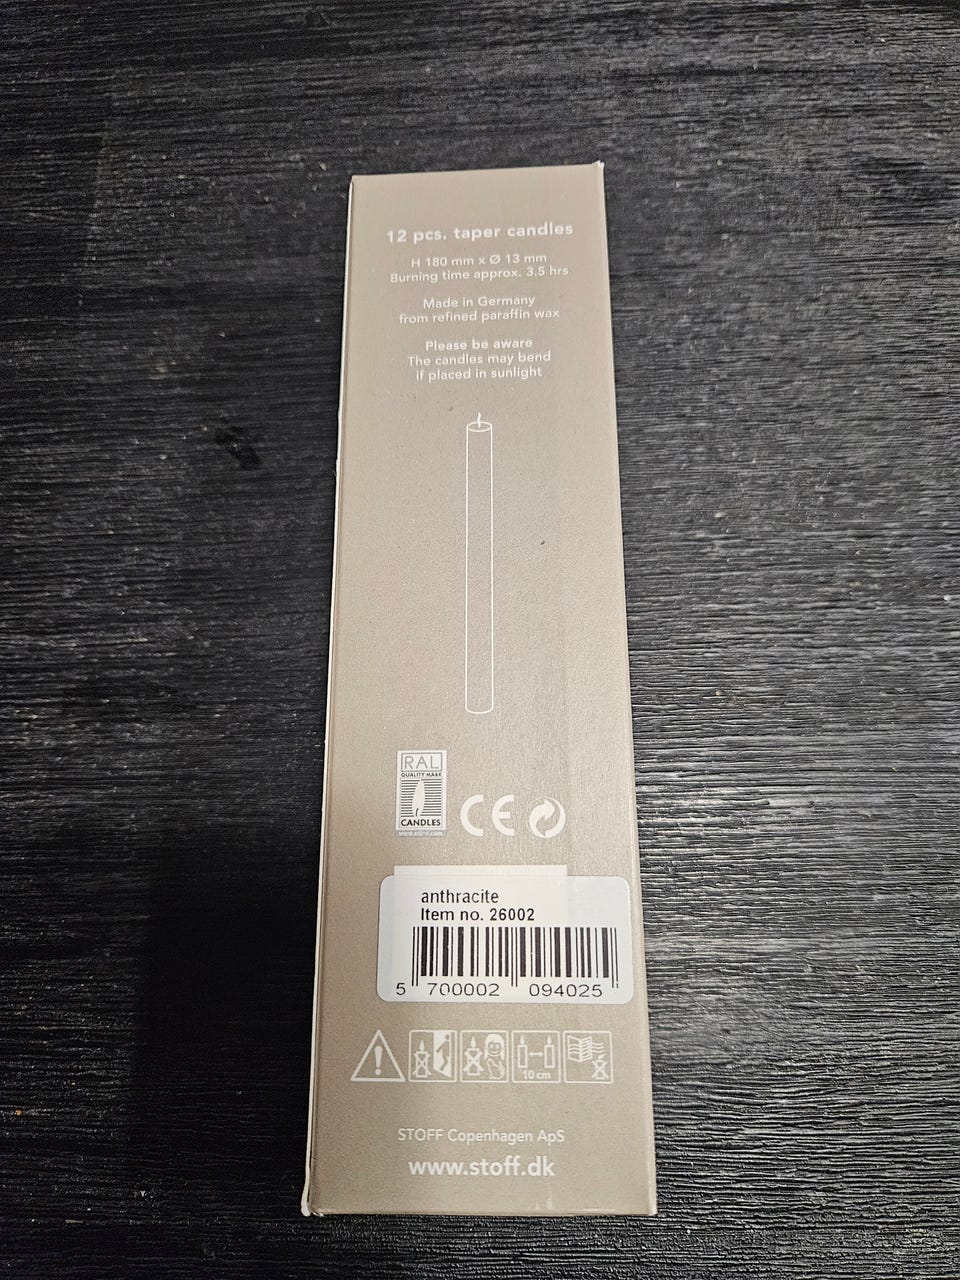 12 pcs. taper candles
H 180 mm x Ø 13 mm
Burning time approx. 3.5 hrs
Made in Germany
from refined paraffin wax
Please be aware
The candles may bend
if placed in sunlight
RAL
QUALITY MARK
CANDLES
CE
anthracite
Item no. 26002
5 700002 094025
10 cm
STOFF Copenhagen ApS
www.stoff.dk